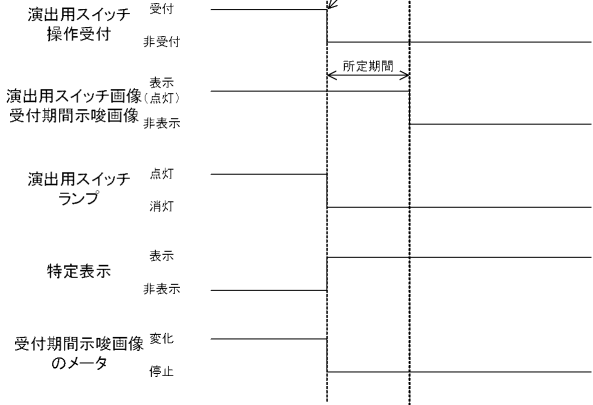 演出用スイッチ
操作受付
受付
非受付
所定期間
演出用スイッチ画像
受付期間示唆画像
表示
(点灯)
非表示
演出用スイッチ
ランプ
点灯
消灯
特定表示
表示
非表示
受付期間示唆画像
のメータ
変化
停止